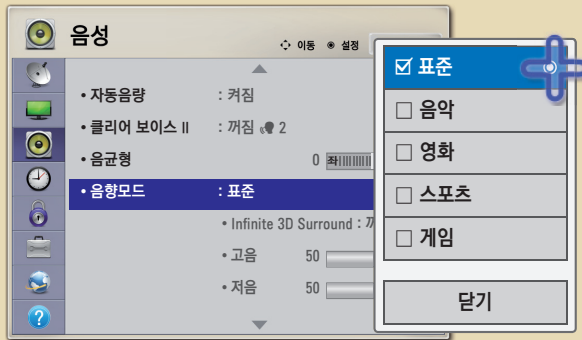 음성
이동 ⊙ 설정
• 자동음량 : 켜짐
• 클리어 보이스 II : 꺼짐 2
• 음균형 0 좌
• 음향모드 : 표준
• Infinite 3D Surround :
• 고음 50
• 저음 50
?
☑ 표준
□ 음악
□ 영화
□ 스포츠
□ 게임
닫기